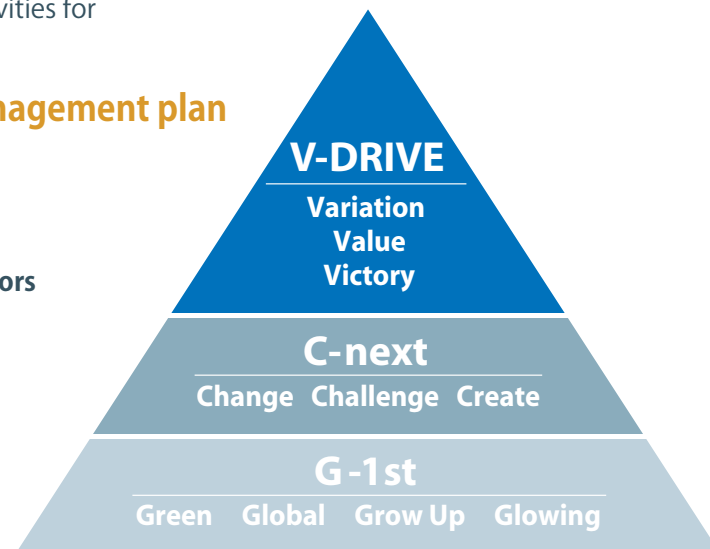 vities for
nagement plan
V-DRIVE
Variation
Value
Victory
ors
C-next
Change Challenge Create
G-1st
Green Global Grow Up Glowing